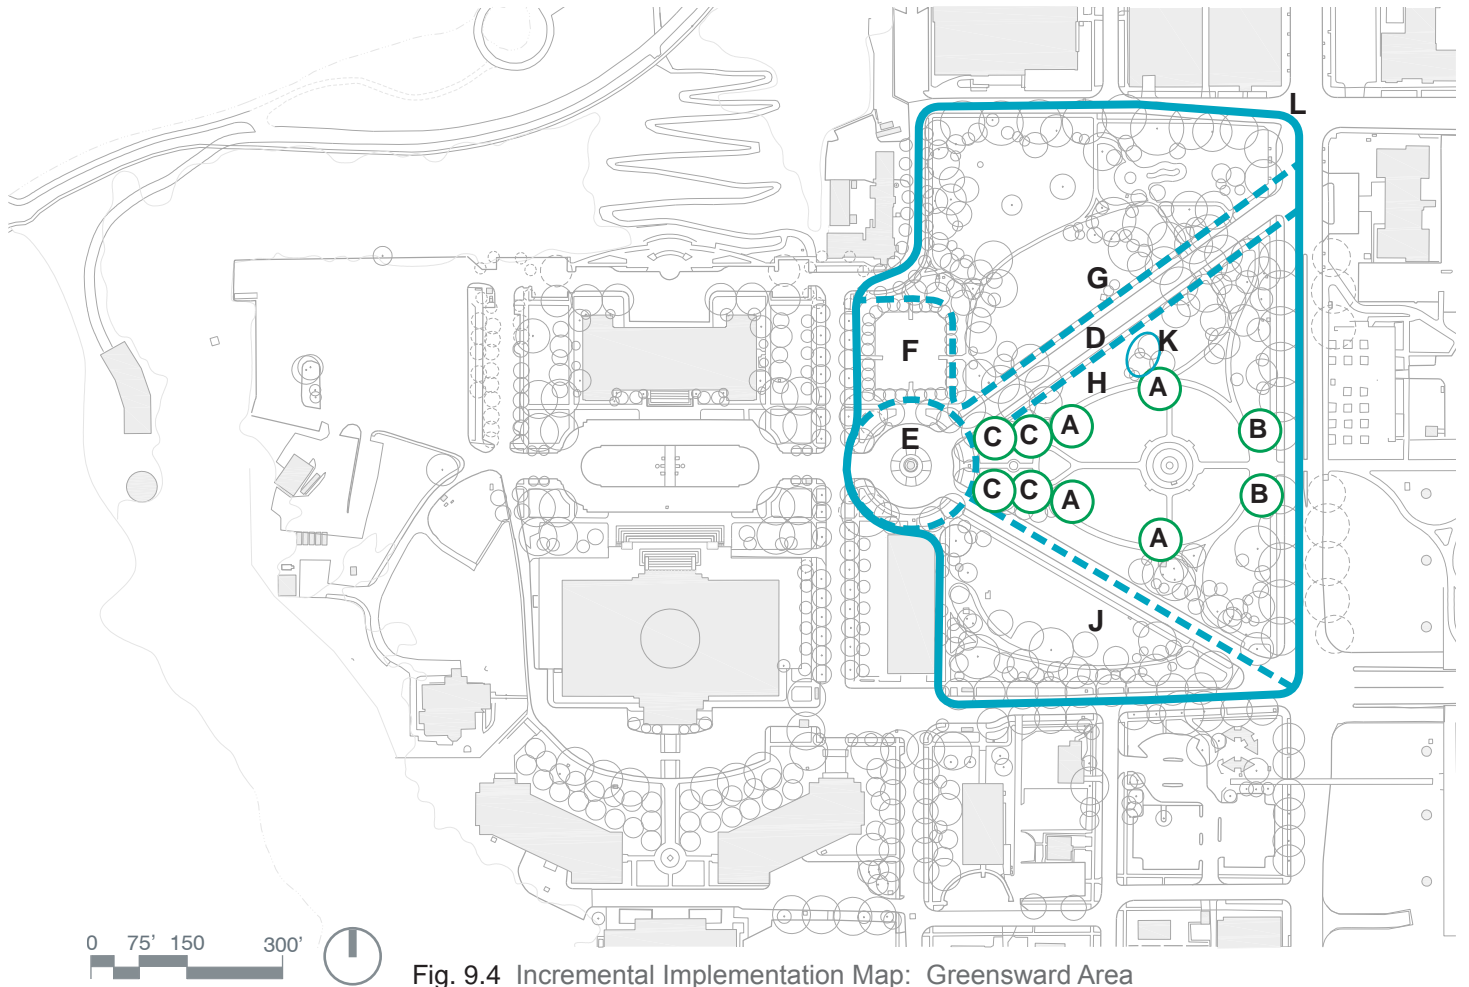 L
G
D
K
F
H
A
A
B
E
C
C
C
C
A
B
A
J
0 75’ 150 300’
Fig. 9.4 Incremental Implementation Map: Greensward Area